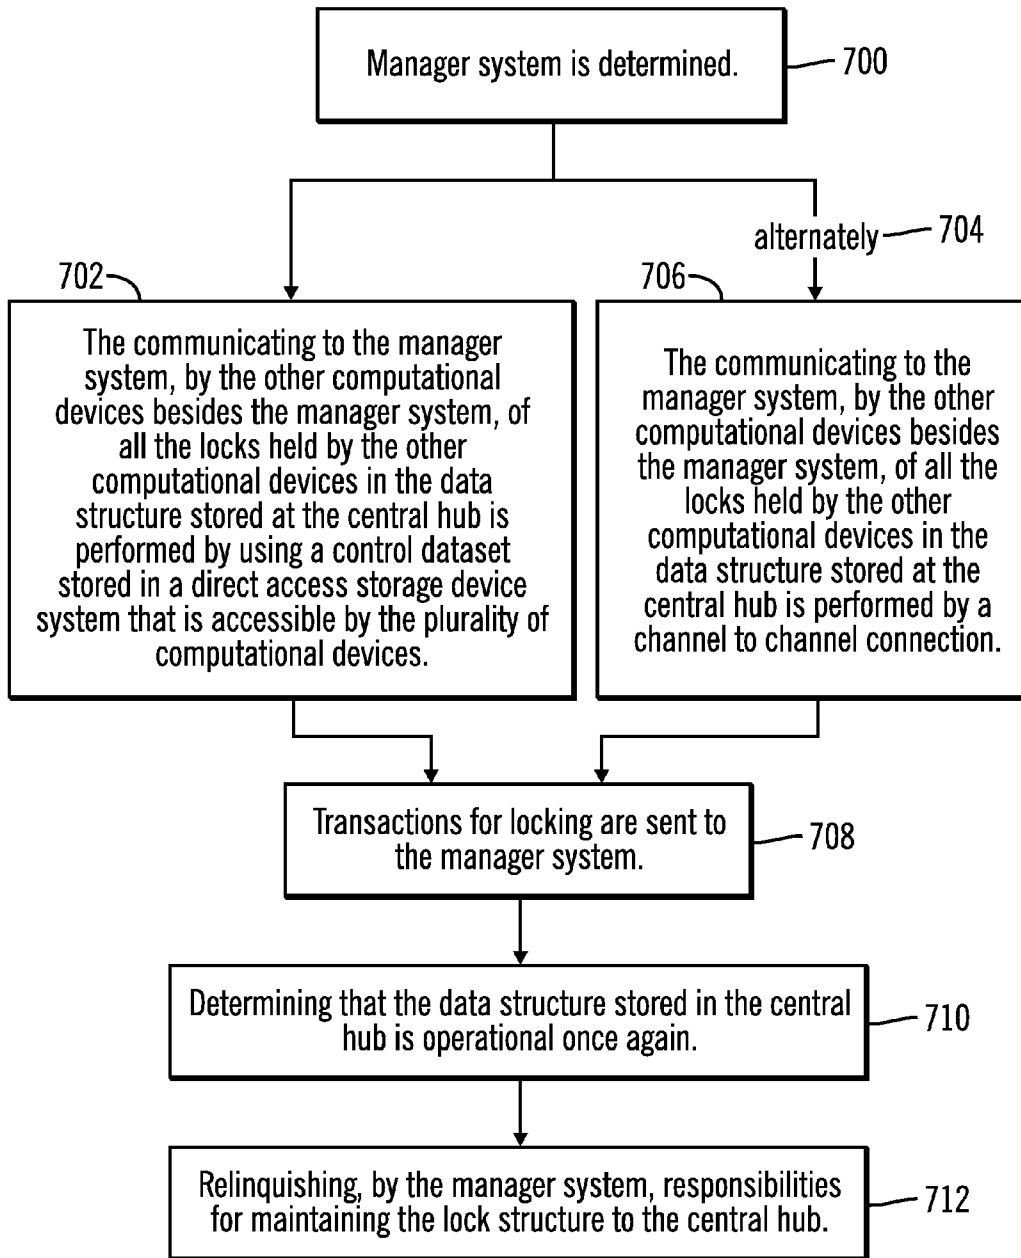 Manager system is determined.
700
alternately
704
702
The communicating to the manager
system, by the other computational
devices besides the manager system, of
all the locks held by the other
computational devices in the data
structure stored at the central hub is
performed by using a control dataset
stored in a direct access storage device
system that is accessible by the plurality of
computational devices.
706
The communicating to the
manager system, by the other
computational devices besides
the manager system, of all the
locks held by the other
computational devices in the
data structure stored at the
central hub is performed by a
channel to channel connection.
Transactions for locking are sent to
the manager system.
708
Determining that the data structure stored in the central
hub is operational once again.
710
Relinquishing, by the manager system, responsibilities
for maintaining the lock structure to the central hub.
712